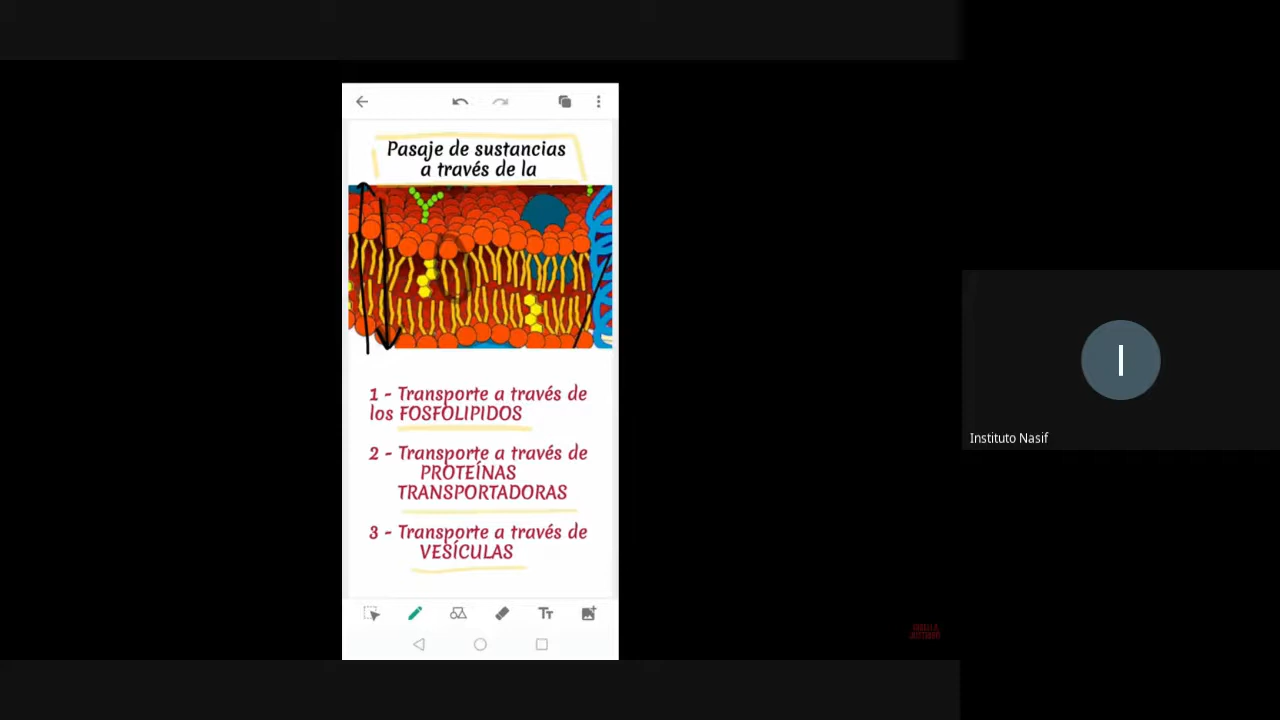 Pasaje de sustancias
a través de la
1 - Transporte a través de
los FOSFOLIPIDOS
2 - Transporte a través de
PROTEÍNAS
TRANSPORTADORAS
3 - Transporte a través de
VESÍCULAS
Tt
I
Instituto Nasif